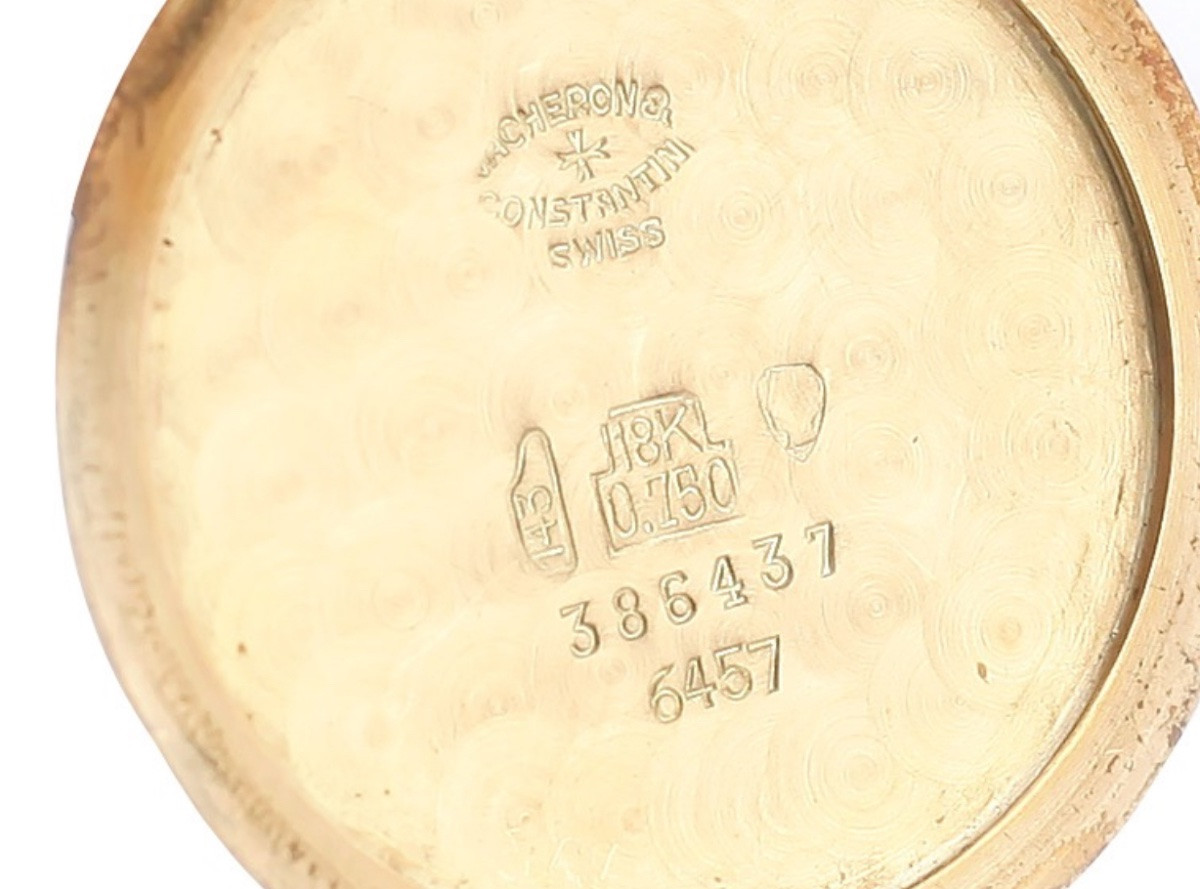 VACHERON &
CONSTANTIN
SWISS
18K
0.750
143
386437
6457